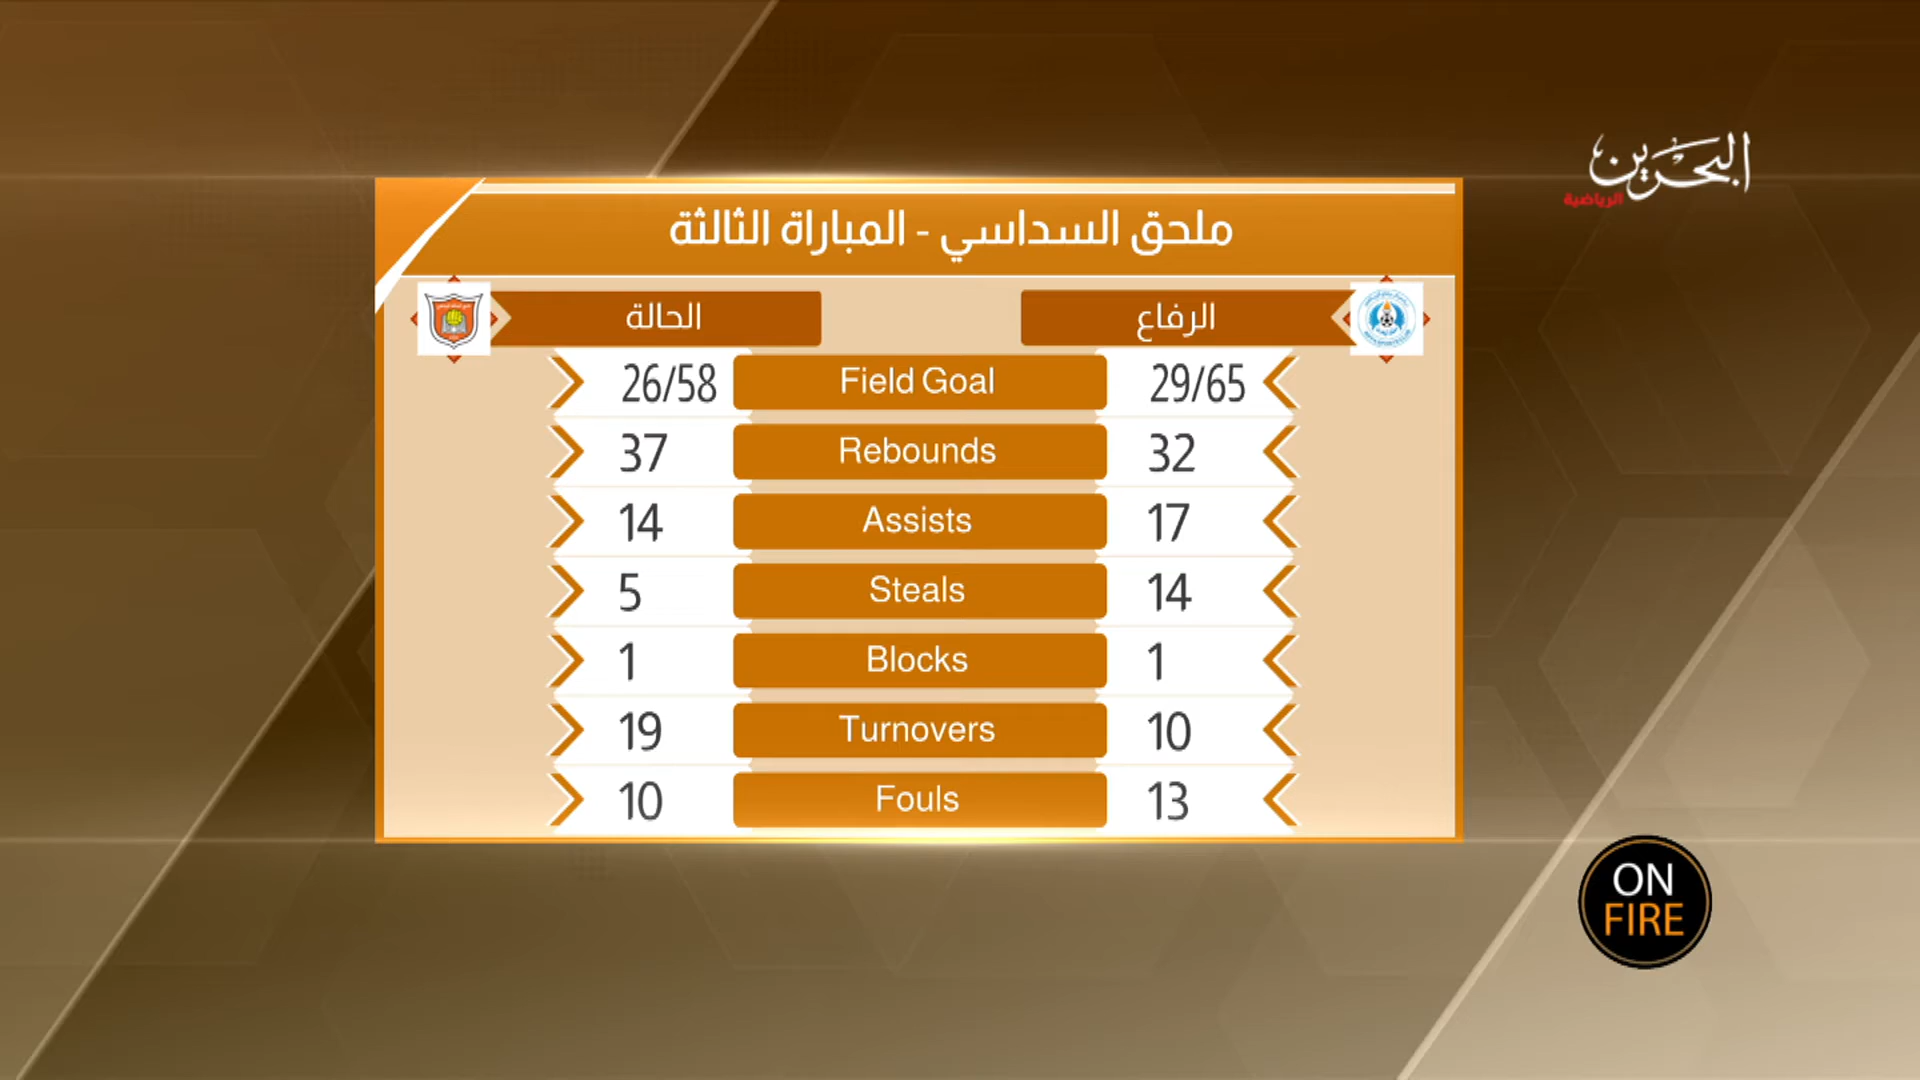 البحرين
الرياضية
ملحق السداسي - المباراة الثالثة
الحالة الرفاع
26/58 Field Goal 29/65
37 Rebounds 32
14 Assists 17
5 Steals 14
1 Blocks 1
19 Turnovers 10
10 Fouls 13
ON
FIRE